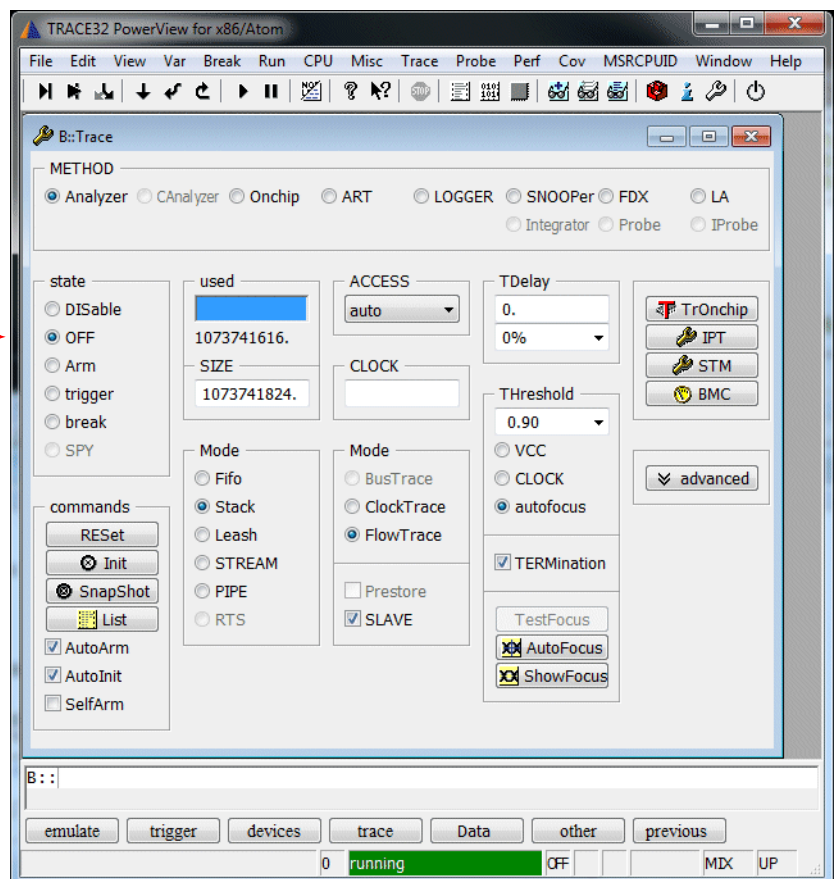 TRACE32 PowerView for x86/Atom
File Edit View Var Break Run CPU Misc Trace Probe Perf Cov MSRCPUID Window Help
B::Trace
METHOD
Analyzer CAnalyzer Onchip ART LOGGER SNOOPer FDX LA
Integrator Probe IProbe
state used ACCESS TDelay
DISable auto 0. TrOnchip
OFF 1073741616. 0% IPT
Arm SIZE CLOCK STM
trigger 1073741824. THreshold BMC
break 0.90
SPY Mode Mode VCC
Fifo BusTrace CLOCK advanced
commands Stack ClockTrace autofocus
RESet Leash FlowTrace
Init STREAM TERMination
SnapShot PIPE Prestore
List RTS SLAVE TestFocus
AutoArm AutoFocus
AutoInit ShowFocus
SelfArm
B::
emulate trigger devices trace Data other previous
0 running OFF MIX UP